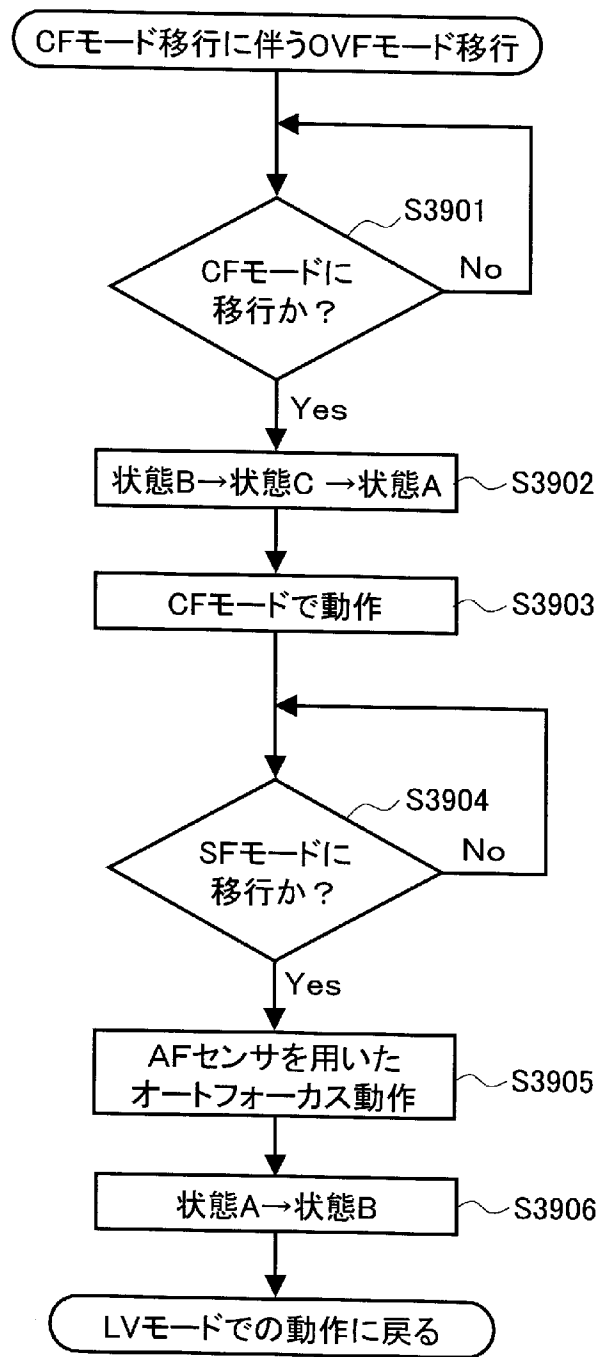 CFモード移行に伴うOVFモード移行
S3901
CFモードに
移行か？
No
Yes
状態B→状態C→状態A
S3902
CFモードで動作
S3903
S3904
SFモードに
移行か？
No
Yes
AFセンサを用いた
オートフォーカス動作
S3905
状態A→状態B
S3906
LVモードでの動作に戻る